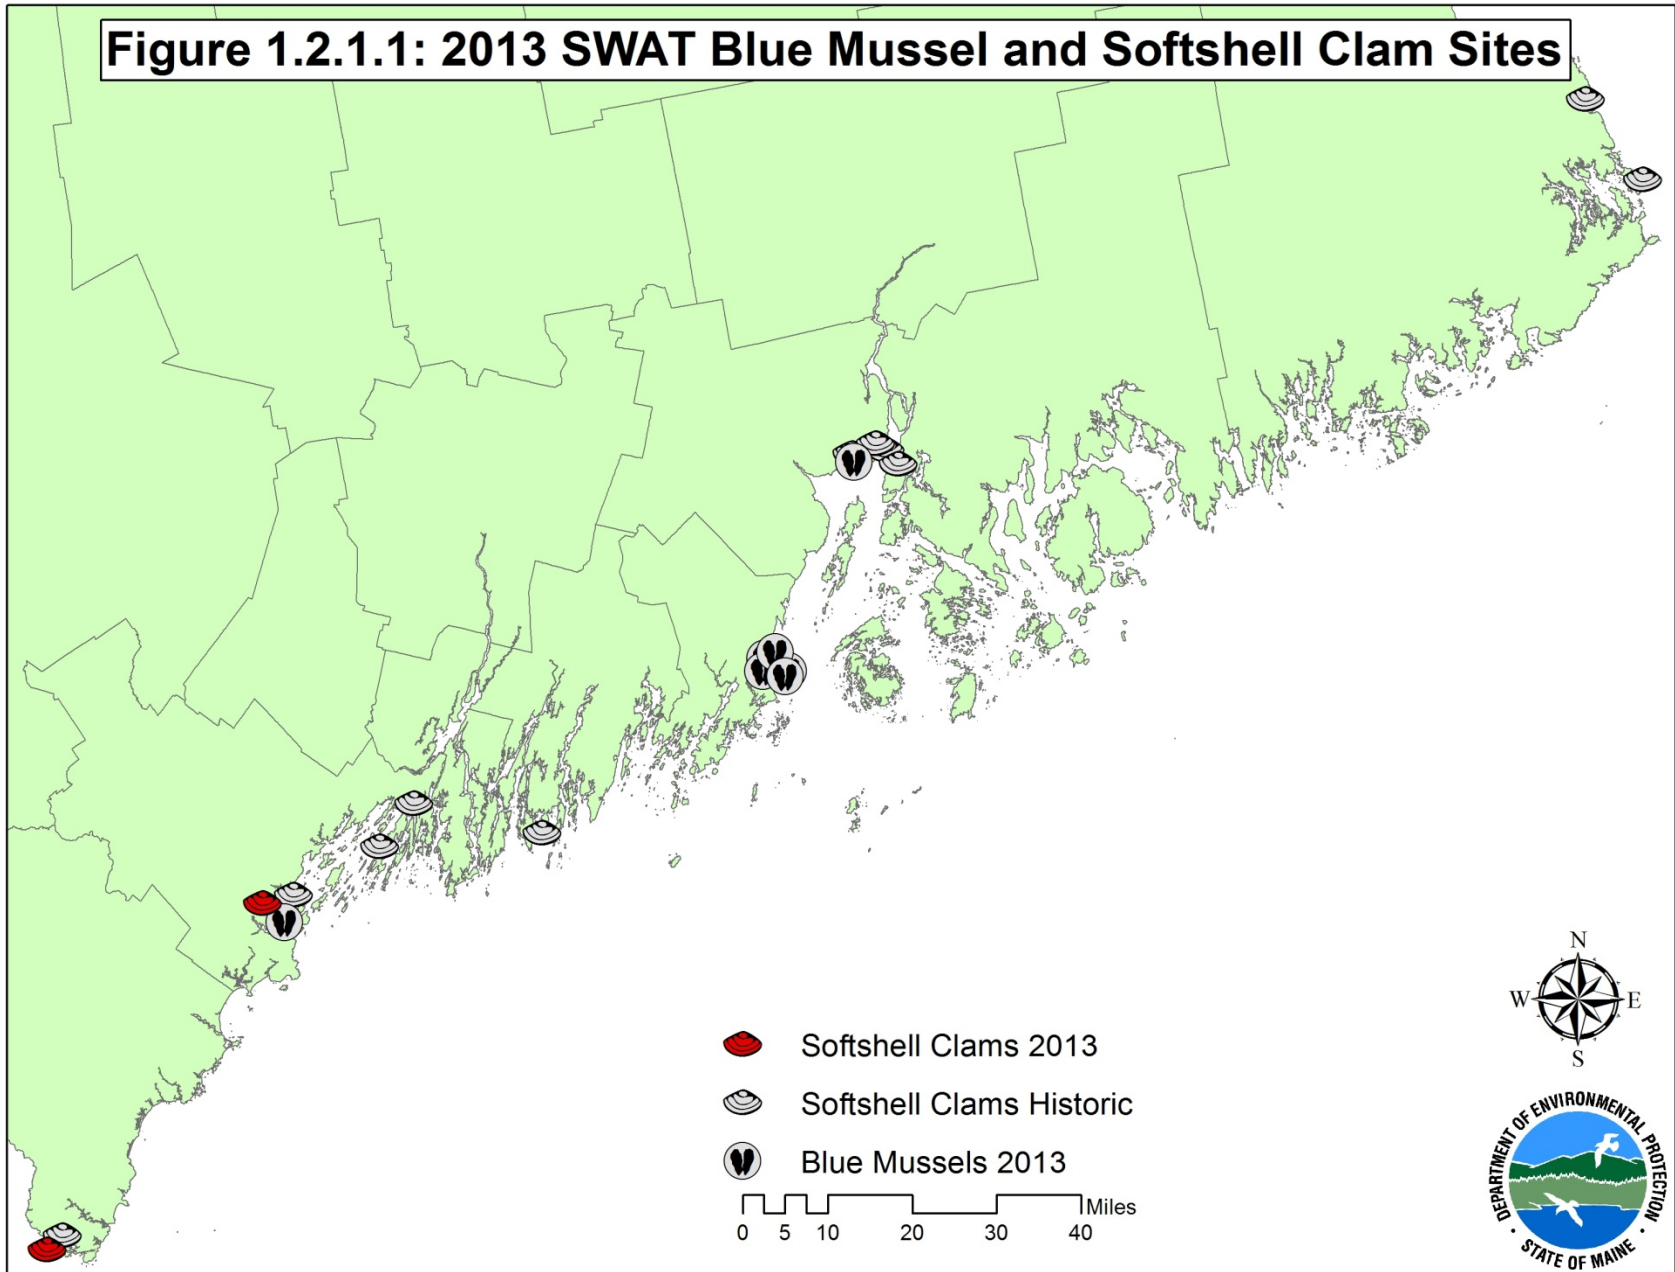 Figure 1.2.1.1: 2013 SWAT Blue Mussel and Softshell Clam Sites
N
W E
S
Softshell Clams 2013
Softshell Clams Historic
Blue Mussels 2013
Miles
0 5 10 20 30 40
DEPARTMENT OF ENVIRONMENTAL PROTECTION
STATE OF MAINE